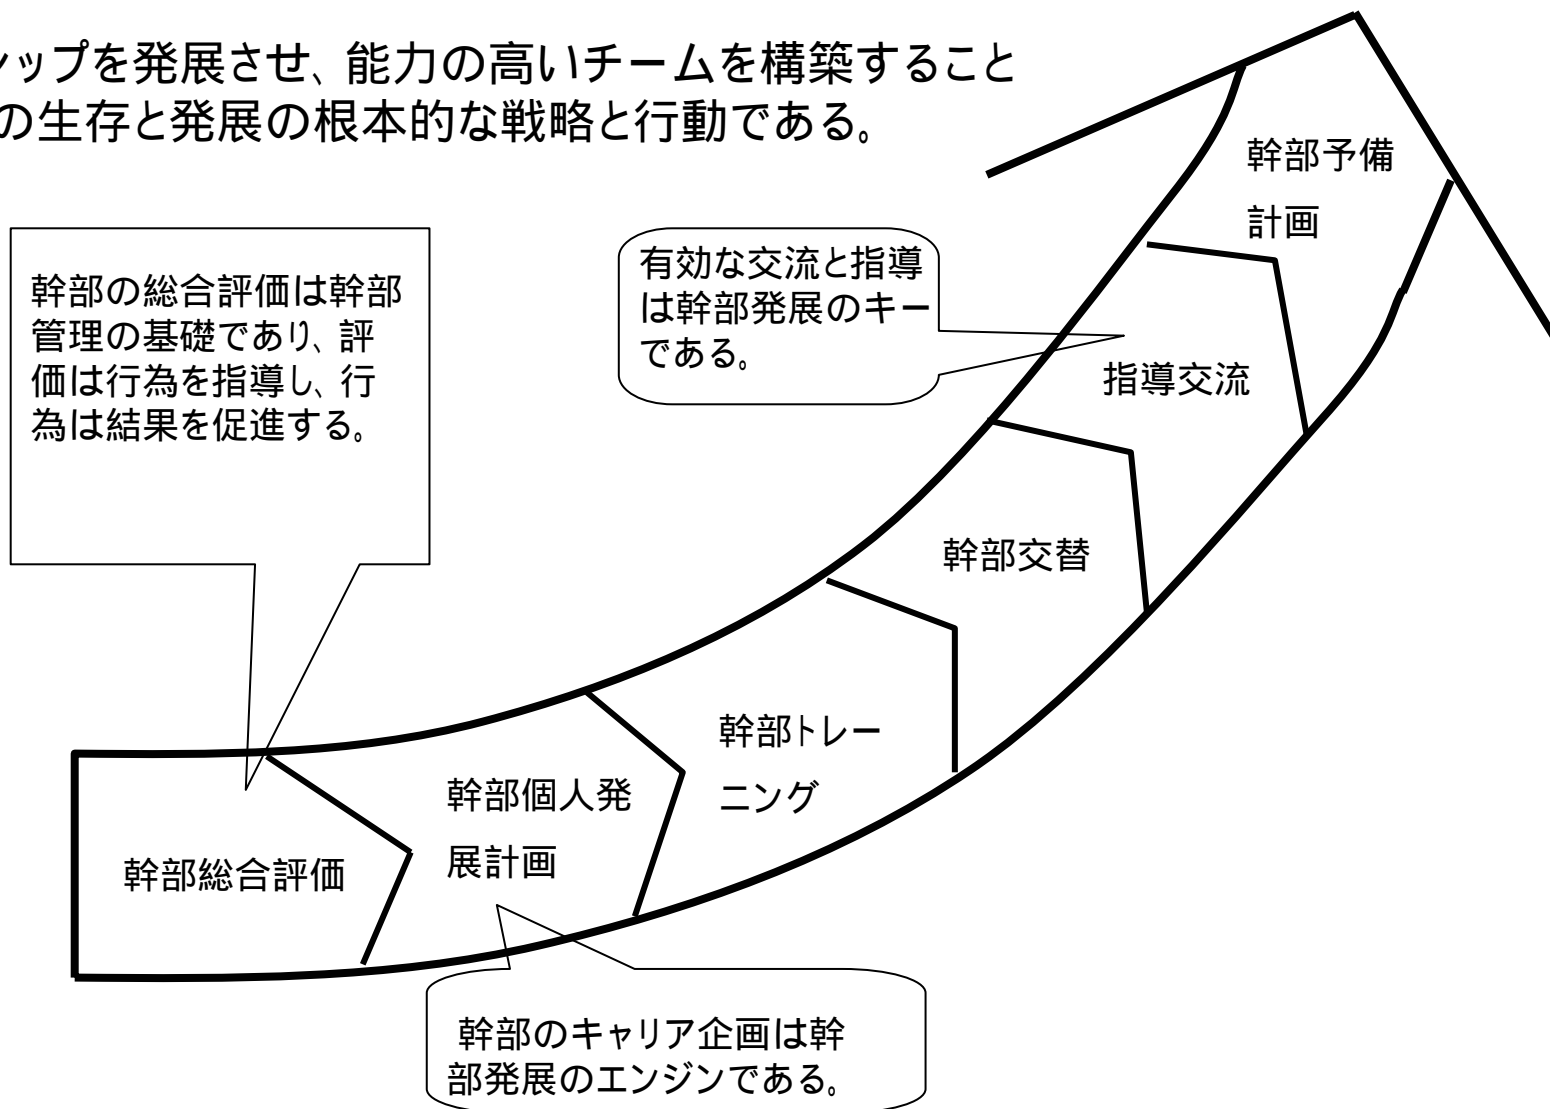 ップを発展させ、能力の高いチームを構築すること
の生存と発展の根本的な戦略と行動である。
幹部予備
計画
有効な交流と指導
は幹部発展のキー
である。
幹部の総合評価は幹部
管理の基礎であり、評
価は行為を指導し、行
為は結果を促進する。
指導交流
幹部交替
幹部トレー
ニング
幹部個人発
展計画
幹部総合評価
幹部のキャリア企画は幹
部発展のエンジンである。